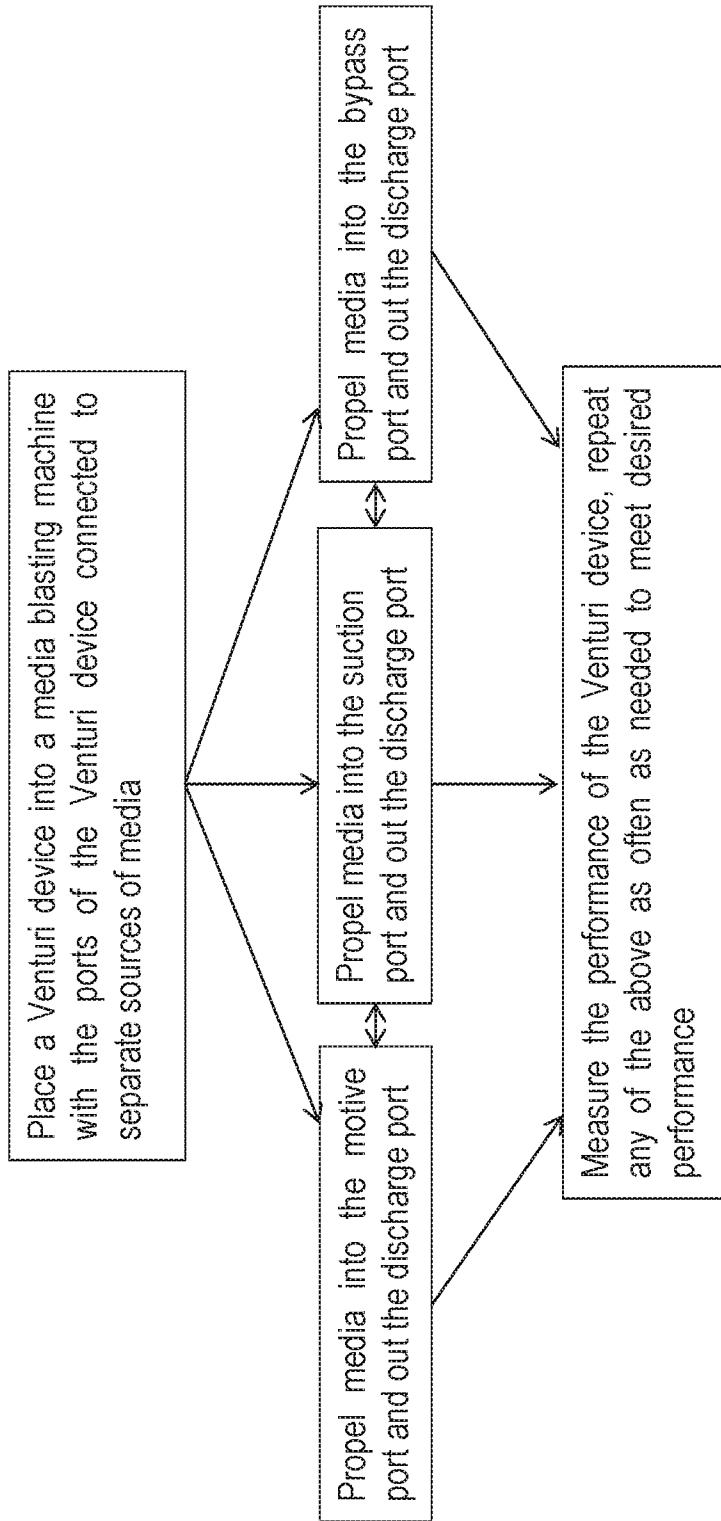 Place a Venturi device into a media blasting machine
with the ports of the Venturi device connected to
separate sources of media
Propel media into the motive
port and out the discharge port
Propel media into the suction
port and out the discharge port
Propel media into the bypass
port and out the discharge port
Measure the performance of the Venturi device, repeat
any of the above as often as needed to meet desired
performance